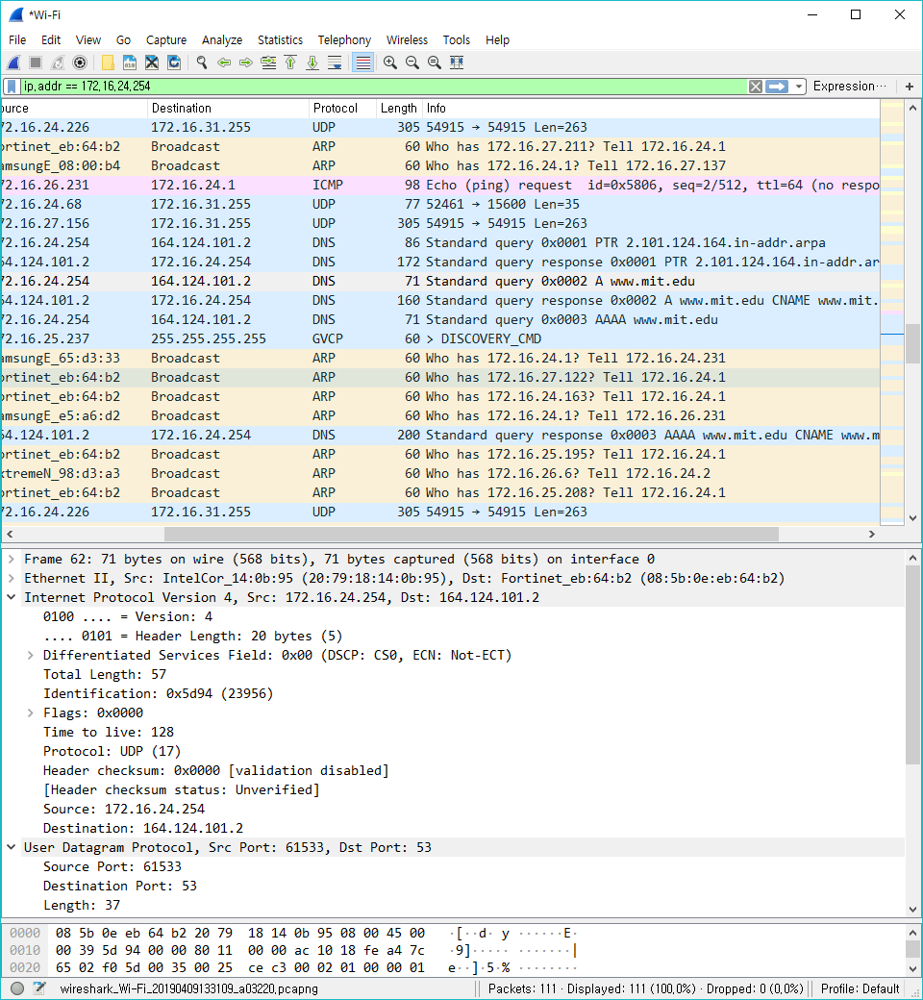 *Wi-Fi
File Edit View Go Capture Analyze Statistics Telephony Wireless Tools Help
ip.addr == 172.16.24.254 Expression…
ource Destination Protocol Length Info
72.16.24.226 172.16.31.255 UDP 305 54915 → 54915 Len=263
ortinet_eb:64:b2 Broadcast ARP 60 Who has 172.16.27.211? Tell 172.16.24.1
amsungE_08:00:b4 Broadcast ARP 60 Who has 172.16.24.1? Tell 172.16.27.137
72.16.26.231 172.16.24.1 ICMP 98 Echo (ping) request id=0x5806, seq=2/512, ttl=64 (no respo
72.16.24.68 172.16.31.255 UDP 77 52461 → 15600 Len=35
72.16.27.156 172.16.31.255 UDP 305 54915 → 54915 Len=263
72.16.24.254 164.124.101.2 DNS 86 Standard query 0x0001 PTR 2.101.124.164.in-addr.arpa
64.124.101.2 172.16.24.254 DNS 172 Standard query response 0x0001 PTR 2.101.124.164.in-addr.ar
72.16.24.254 164.124.101.2 DNS 71 Standard query 0x0002 A www.mit.edu
64.124.101.2 172.16.24.254 DNS 160 Standard query response 0x0002 A www.mit.edu CNAME www.mit.
72.16.24.254 164.124.101.2 DNS 71 Standard query 0x0003 AAAA www.mit.edu
72.16.25.237 255.255.255.255 GVCP 60 > DISCOVERY_CMD
amsungE_65:d3:33 Broadcast ARP 60 Who has 172.16.24.1? Tell 172.16.24.231
ortinet_eb:64:b2 Broadcast ARP 60 Who has 172.16.27.122? Tell 172.16.24.1
ortinet_eb:64:b2 Broadcast ARP 60 Who has 172.16.24.163? Tell 172.16.24.1
amsungE_e5:a6:d2 Broadcast ARP 60 Who has 172.16.24.1? Tell 172.16.26.231
64.124.101.2 172.16.24.254 DNS 200 Standard query response 0x0003 AAAA www.mit.edu CNAME www.m
ortinet_eb:64:b2 Broadcast ARP 60 Who has 172.16.25.195? Tell 172.16.24.1
xtremeN_98:d3:a3 Broadcast ARP 60 Who has 172.16.26.6? Tell 172.16.24.2
ortinet_eb:64:b2 Broadcast ARP 60 Who has 172.16.25.208? Tell 172.16.24.1
72.16.24.226 172.16.31.255 UDP 305 54915 → 54915 Len=263
Frame 62: 71 bytes on wire (568 bits), 71 bytes captured (568 bits) on interface 0
Ethernet II, Src: IntelCor_14:0b:95 (20:79:18:14:0b:95), Dst: Fortinet_eb:64:b2 (08:5b:0e:eb:64:b2)
Internet Protocol Version 4, Src: 172.16.24.254, Dst: 164.124.101.2
0100 .... = Version: 4
.... 0101 = Header Length: 20 bytes (5)
Differentiated Services Field: 0x00 (DSCP: CS0, ECN: Not-ECT)
Total Length: 57
Identification: 0x5d94 (23956)
Flags: 0x0000
Time to live: 128
Protocol: UDP (17)
Header checksum: 0x0000 [validation disabled]
[Header checksum status: Unverified]
Source: 172.16.24.254
Destination: 164.124.101.2
User Datagram Protocol, Src Port: 61533, Dst Port: 53
Source Port: 61533
Destination Port: 53
Length: 37
0000 08 5b 0e eb 64 b2 20 79 18 14 0b 95 08 00 45 00 ·[··d· y ······E·
0010 00 39 5d 94 00 00 80 11 00 00 ac 10 18 fe a4 7c ·9]····· ·······|
0020 65 02 f0 5d 00 35 00 25 ce c3 00 02 01 00 00 01 e··]·5·% ········
wireshark_Wi-Fi_20190409133109_a03220.pcapng Packets: 111 · Displayed: 111 (100.0%) · Dropped: 0 (0.0%) Profile: Default